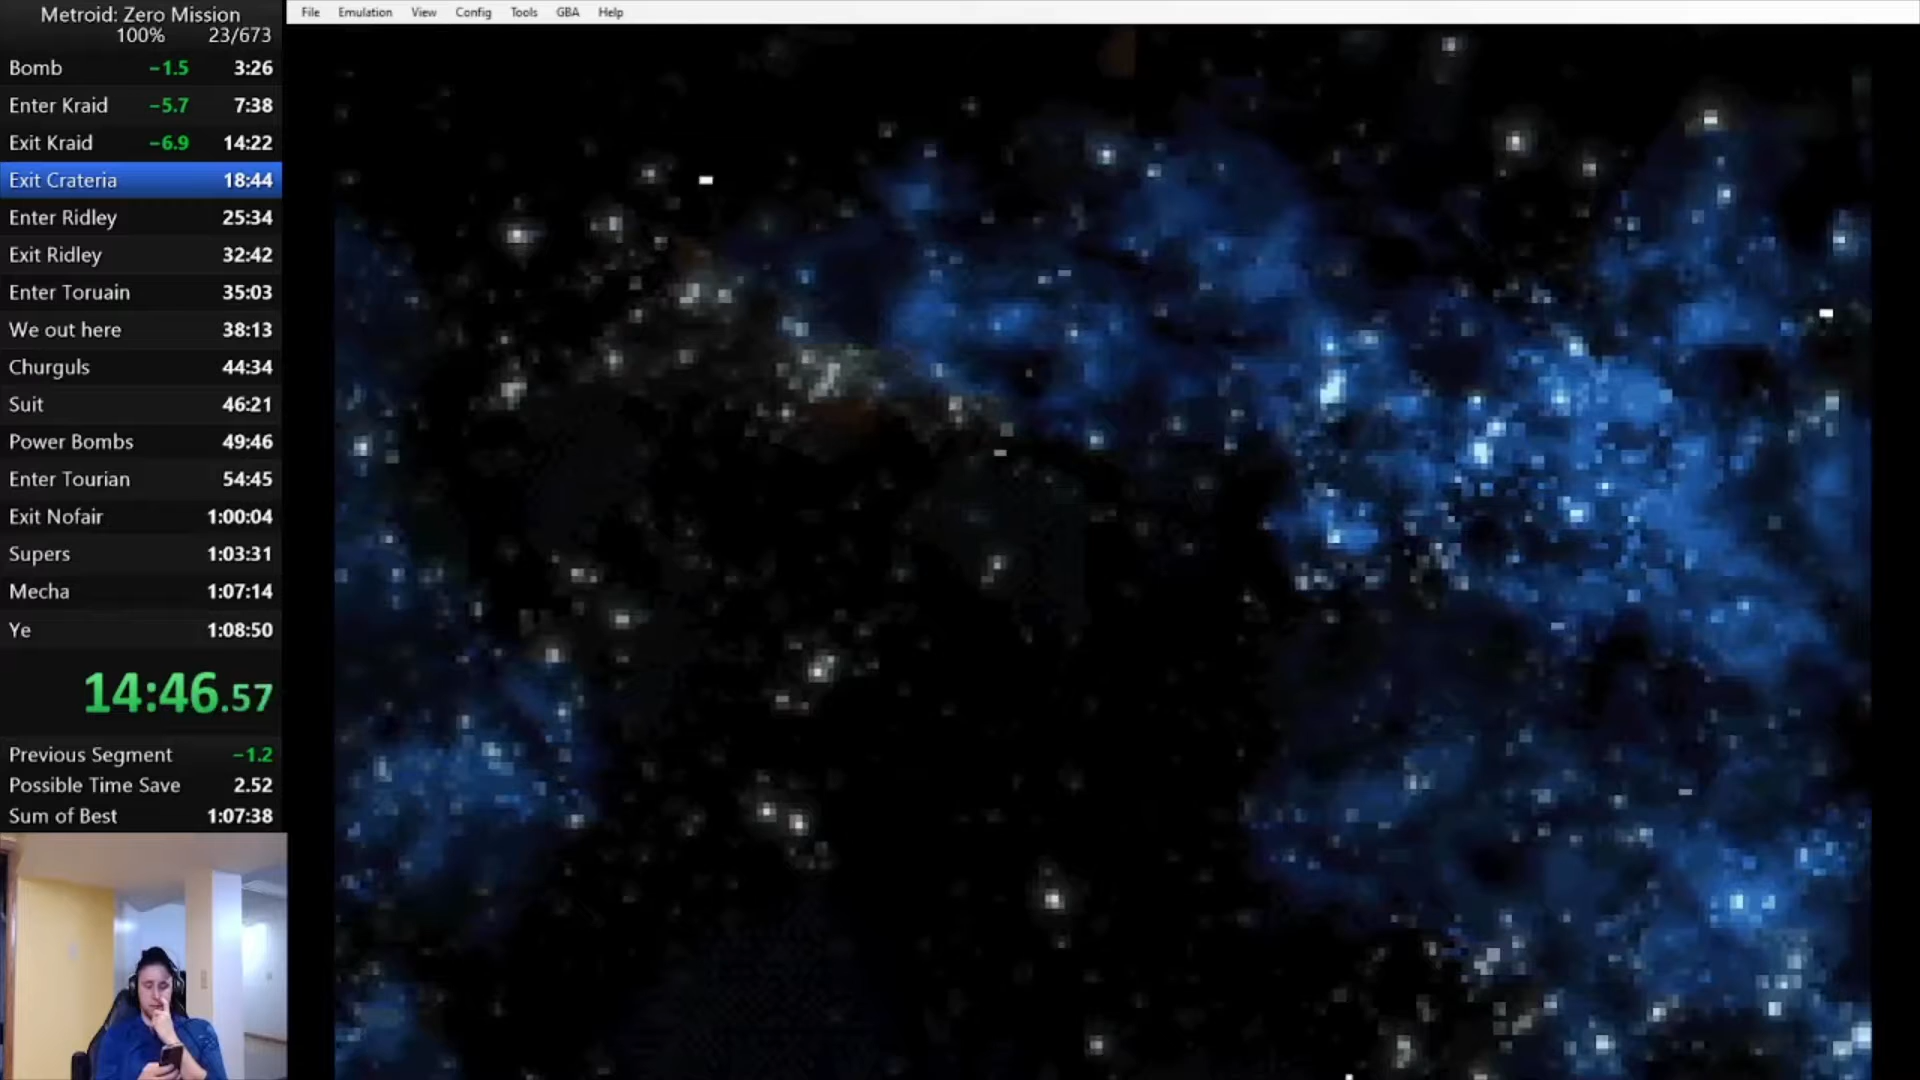 Metroid: Zero Mission
100% 23/673
File Emulation View Config Tools GBA Help
Bomb −1.5 3:26
Enter Kraid −5.7 7:38
Exit Kraid −6.9 14:22
Exit Crateria 18:44
Enter Ridley 25:34
Exit Ridley 32:42
Enter Toruain 35:03
We out here 38:13
Churguls 44:34
Suit 46:21
Power Bombs 49:46
Enter Tourian 54:45
Exit Nofair 1:00:04
Supers 1:03:31
Mecha 1:07:14
Ye 1:08:50
14:46.57
Previous Segment −1.2
Possible Time Save 2.52
Sum of Best 1:07:38